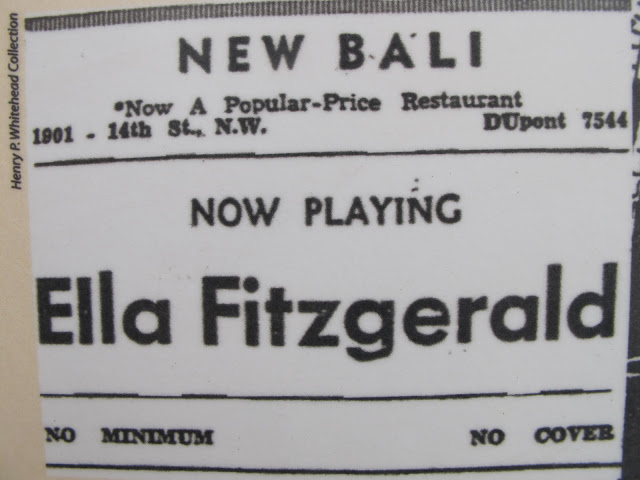 Henry P. Whitehead Collection
NEW BALI
*Now A Popular-Price Restaurant
1901 - 14th St., N.W. DUpont 7544
NOW PLAYING
Ella Fitzgerald
NO MINIMUM NO COVER